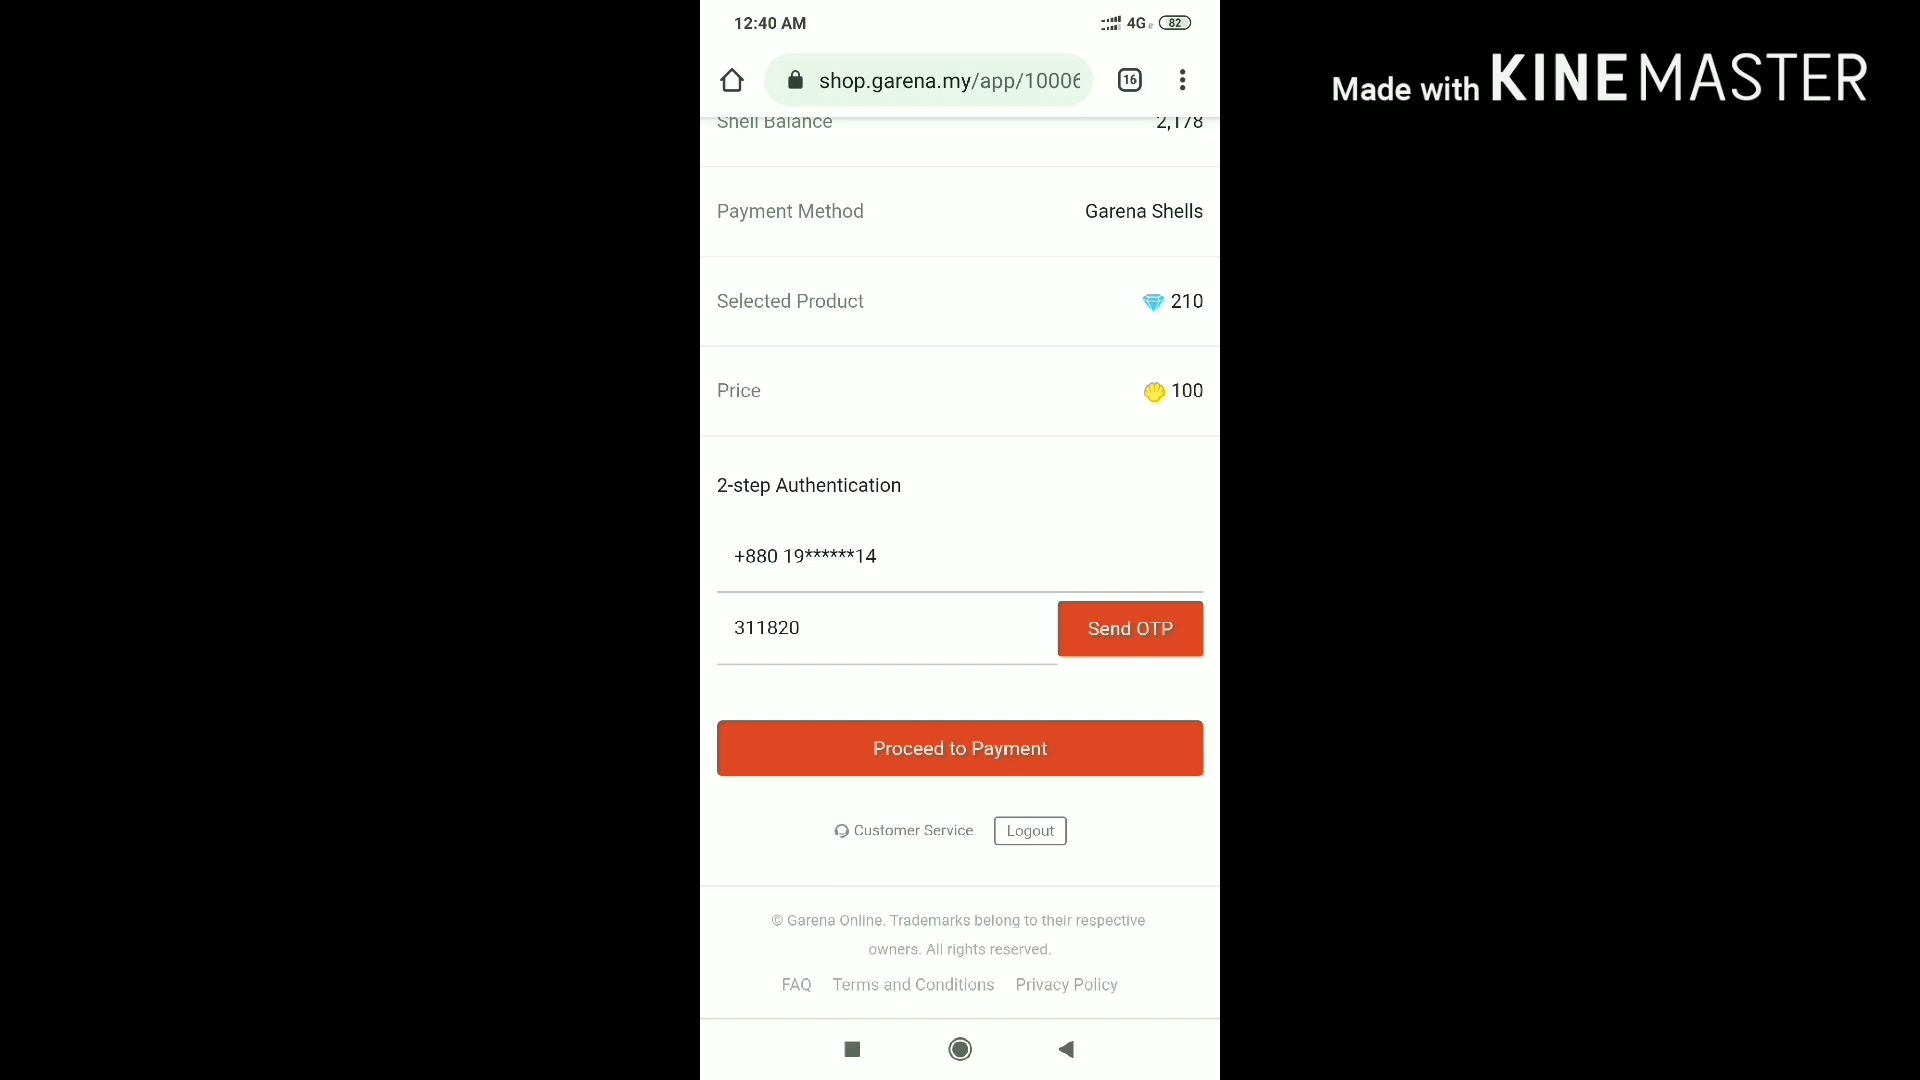 12:40 AM
4G 82
Made with KINEMASTER
shop.garena.my/app/10006
16
Shell Balance 2,178
Payment Method Garena Shells
Selected Product 210
Price 100
2-step Authentication
+880 19******14
311820 Send OTP
Proceed to Payment
Customer Service Logout
© Garena Online. Trademarks belong to their respective
owners. All rights reserved.
FAQ Terms and Conditions Privacy Policy